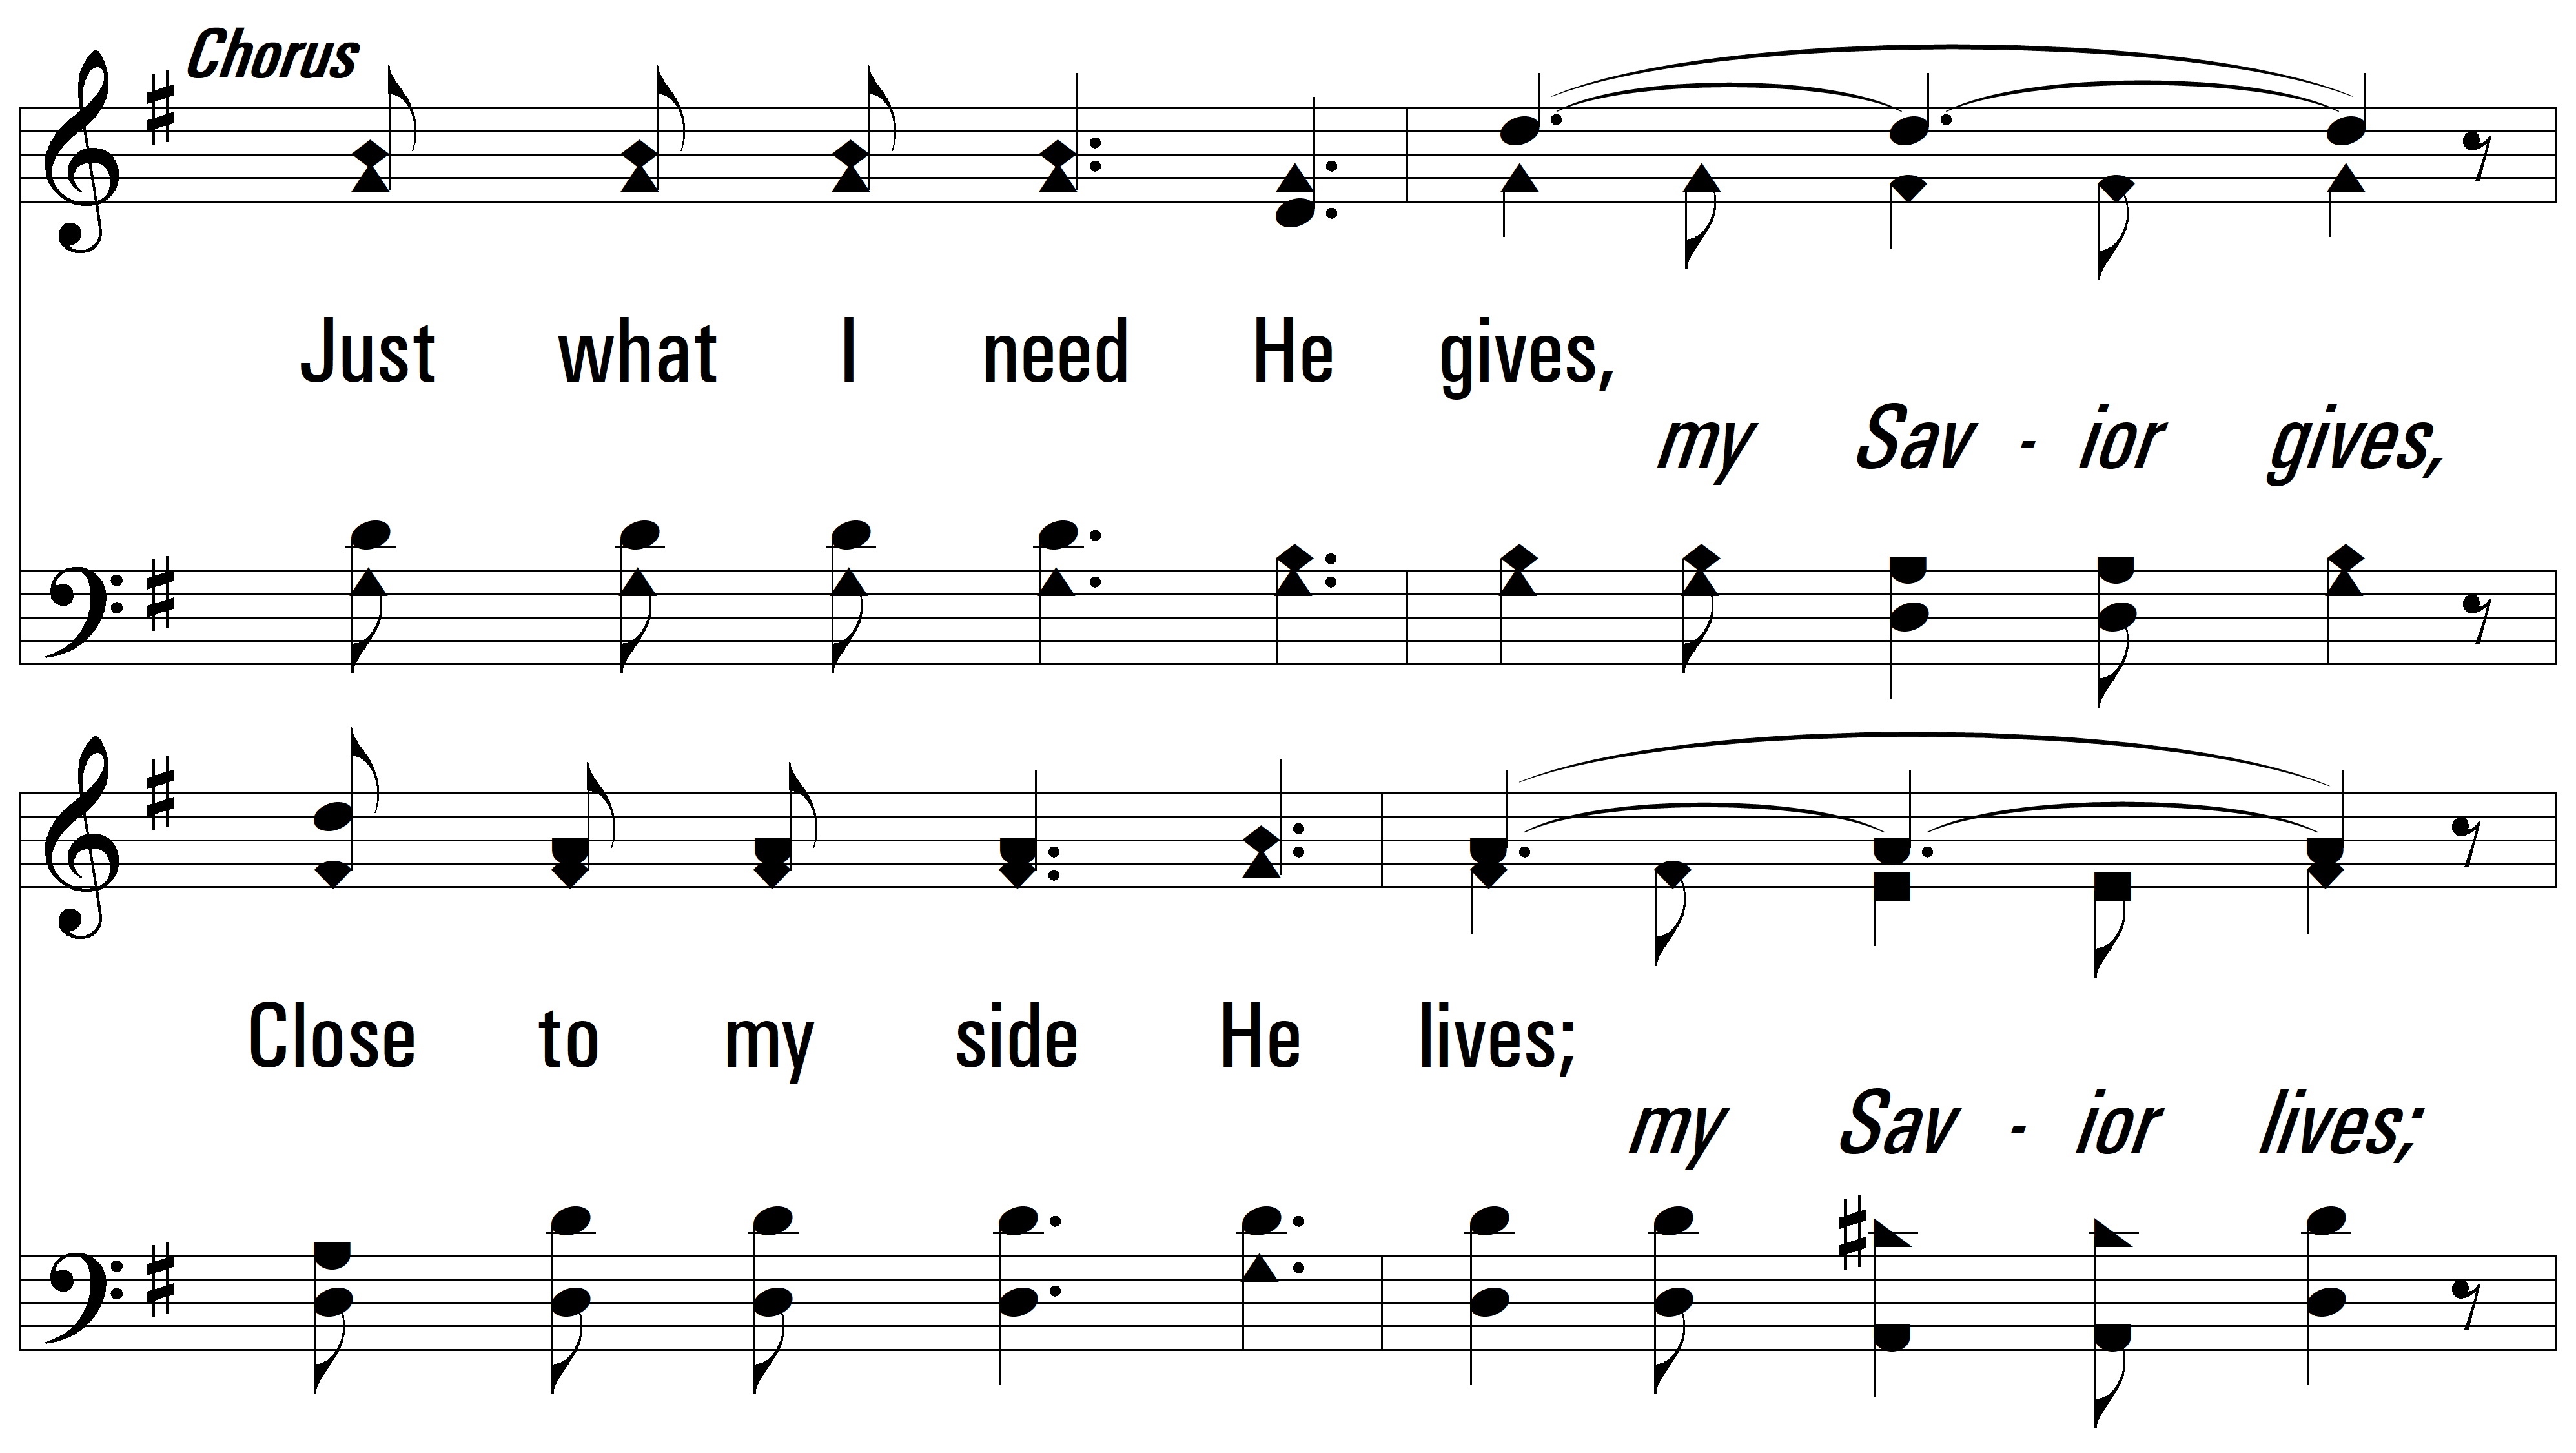 Chorus
Just what I need He gives,
my Sav - ior gives,
Close to my side He lives;
my Sav - ior lives;